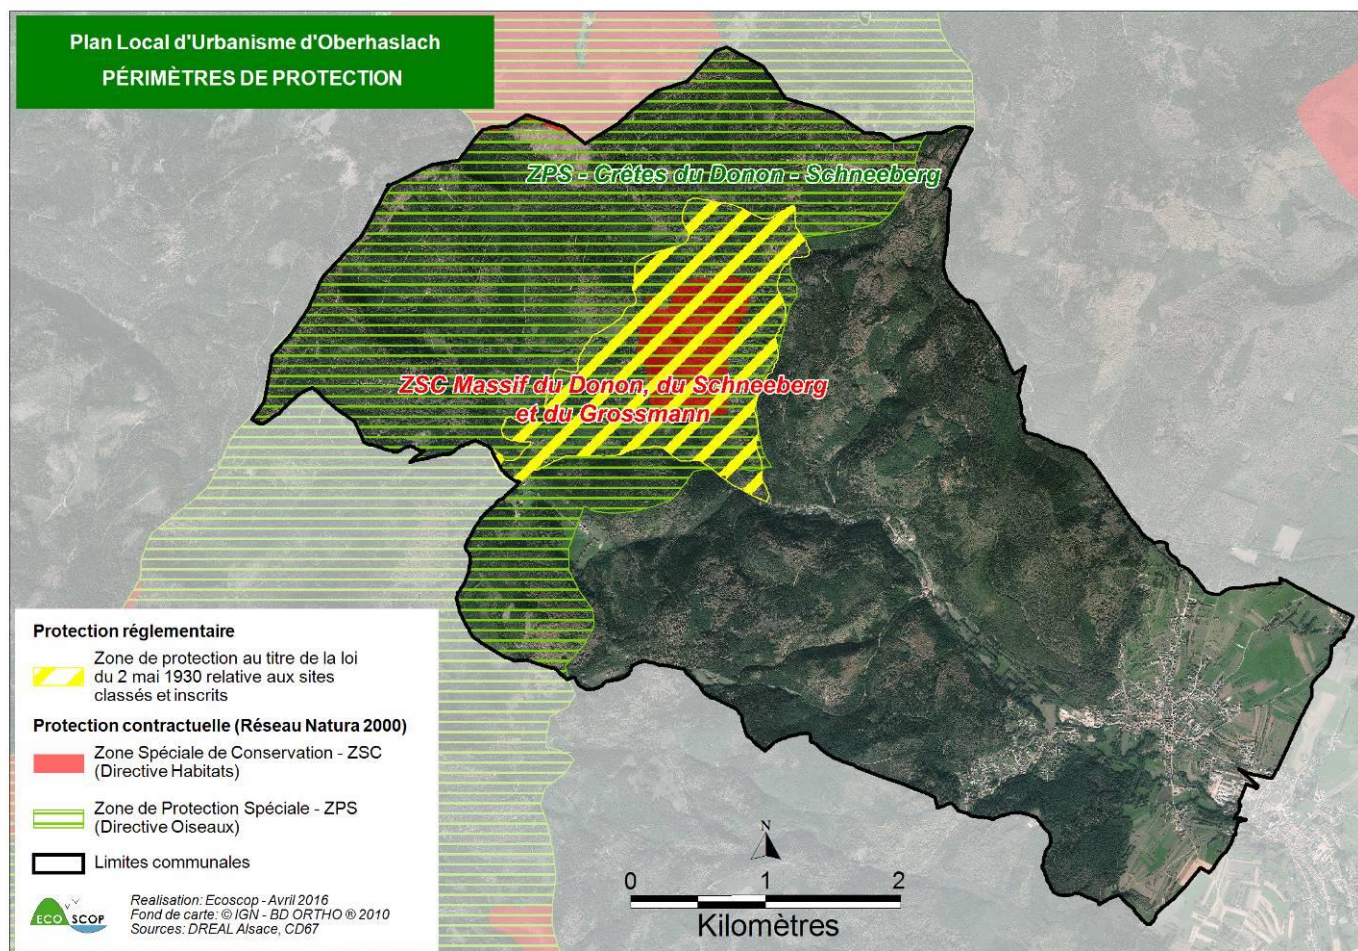 Plan Local d'Urbanisme d'Oberhaslach
PÉRIMÈTRES DE PROTECTION
ZPS - Crêtes du Donon - Schneeberg
ZSC Massif du Donon, du Schneeberg
et du Grossmann
Protection réglementaire
Zone de protection au titre de la loi
du 2 mai 1930 relative aux sites
classés et inscrits
Protection contractuelle (Réseau Natura 2000)
Zone Spéciale de Conservation - ZSC
(Directive Habitats)
Zone de Protection Spéciale - ZPS
(Directive Oiseaux)
Limites communales
ECO SCOP
Realisation: Ecoscop - Avril 2016
Fond de carte: © IGN - BD ORTHO ® 2010
Sources: DREAL Alsace, CD67
N
0 1 2
Kilomètres